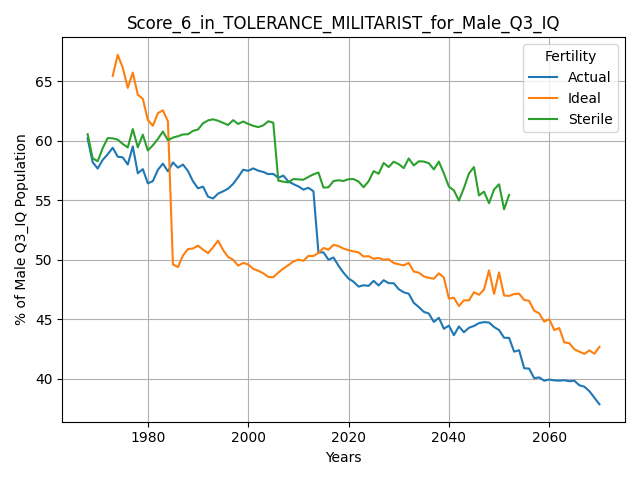 Score_6_in_TOLERANCE_MILITARIST_for_Male_Q3_IQ
Fertility
Actual
Ideal
Sterile
% of Male Q3_IQ Population
65
60
55
50
45
40
1980
2000
2020
2040
2060
Years